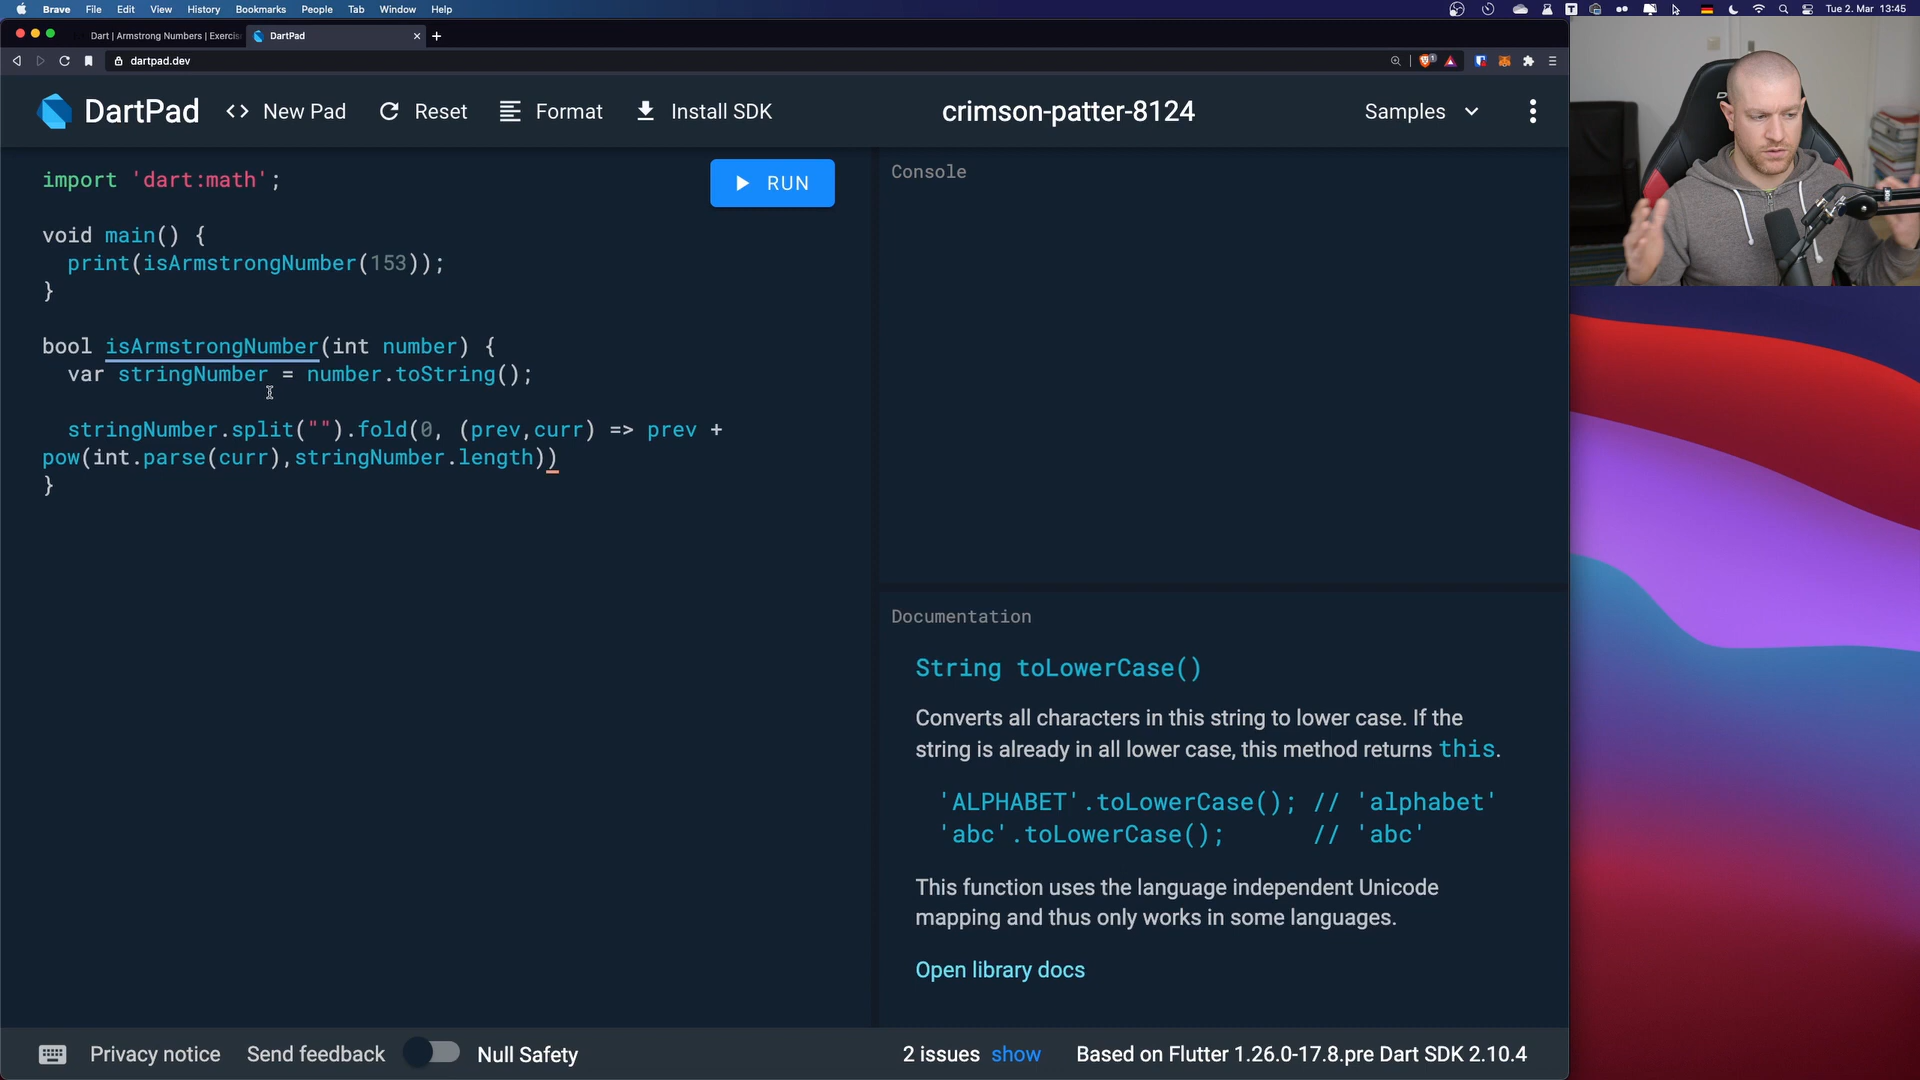 Brave File Edit View History Bookmarks People Tab Window Help
Tue 2. Mar 13:45
Dart | Armstrong Numbers | Exercis
DartPad
dartpad.dev
DartPad
New Pad
Reset
Format
Install SDK
crimson-patter-8124
Samples
import 'dart:math';
RUN
void main() {
print(isArmstrongNumber(153));
}
bool isArmstrongNumber(int number) {
var stringNumber = number.toString();
stringNumber.split("").fold(0, (prev,curr) => prev +
pow(int.parse(curr),stringNumber.length))
}
Console
Documentation
String toLowerCase()
Converts all characters in this string to lower case. If the
string is already in all lower case, this method returns this.
'ALPHABET'.toLowerCase(); // 'alphabet'
'abc'.toLowerCase(); // 'abc'
This function uses the language independent Unicode
mapping and thus only works in some languages.
Open library docs
Privacy notice
Send feedback
Null Safety
2 issues show
Based on Flutter 1.26.0-17.8.pre Dart SDK 2.10.4